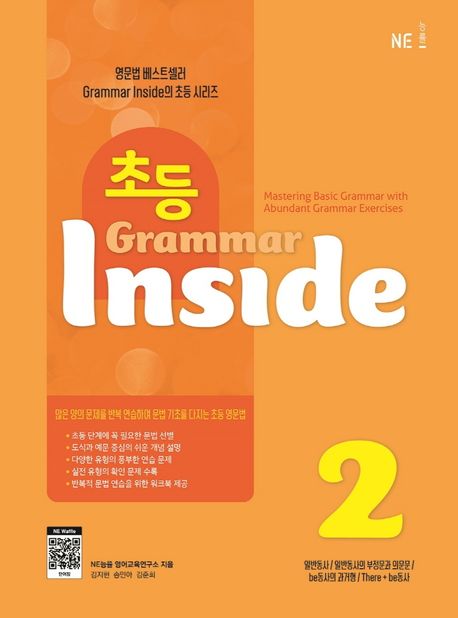 NE 능률
영문법 베스트셀러
Grammar Inside의 초등 시리즈
초등
Mastering Basic Grammar with
Abundant Grammar Exercises
Grammar
Inside
많은 양의 문제를 반복 연습하며 문법 기초를 다지는 초등 영문법
• 초등 단계에 꼭 필요한 문법 선별
• 도식과 예문 중심의 쉬운 개념 설명
• 다양한 유형의 풍부한 연습 문제
• 실전 유형의 확인 문제 수록
• 반복적 문법 연습을 위한 워크북 제공
2
NE Waffle
단어장
NE능률 영어교육연구소 지음
김지현 송민아 김준희
일반동사 / 일반동사의 부정문과 의문문 /
be동사의 과거형 / There + be동사